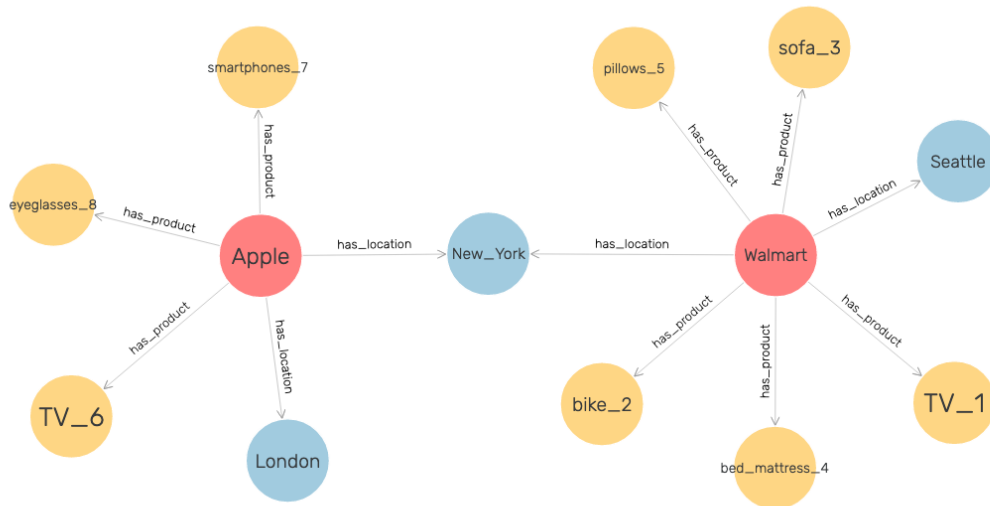 smartphones_7
has_product
eyeglasses_8
has_product
Apple
has_location
New_York
has_product
TV_6
has_location
London
pillows_5
has_product
sofa_3
has_product
Seattle
has_location
has_location
Walmart
has_product
bike_2
has_product
bed_mattress_4
has_product
TV_1